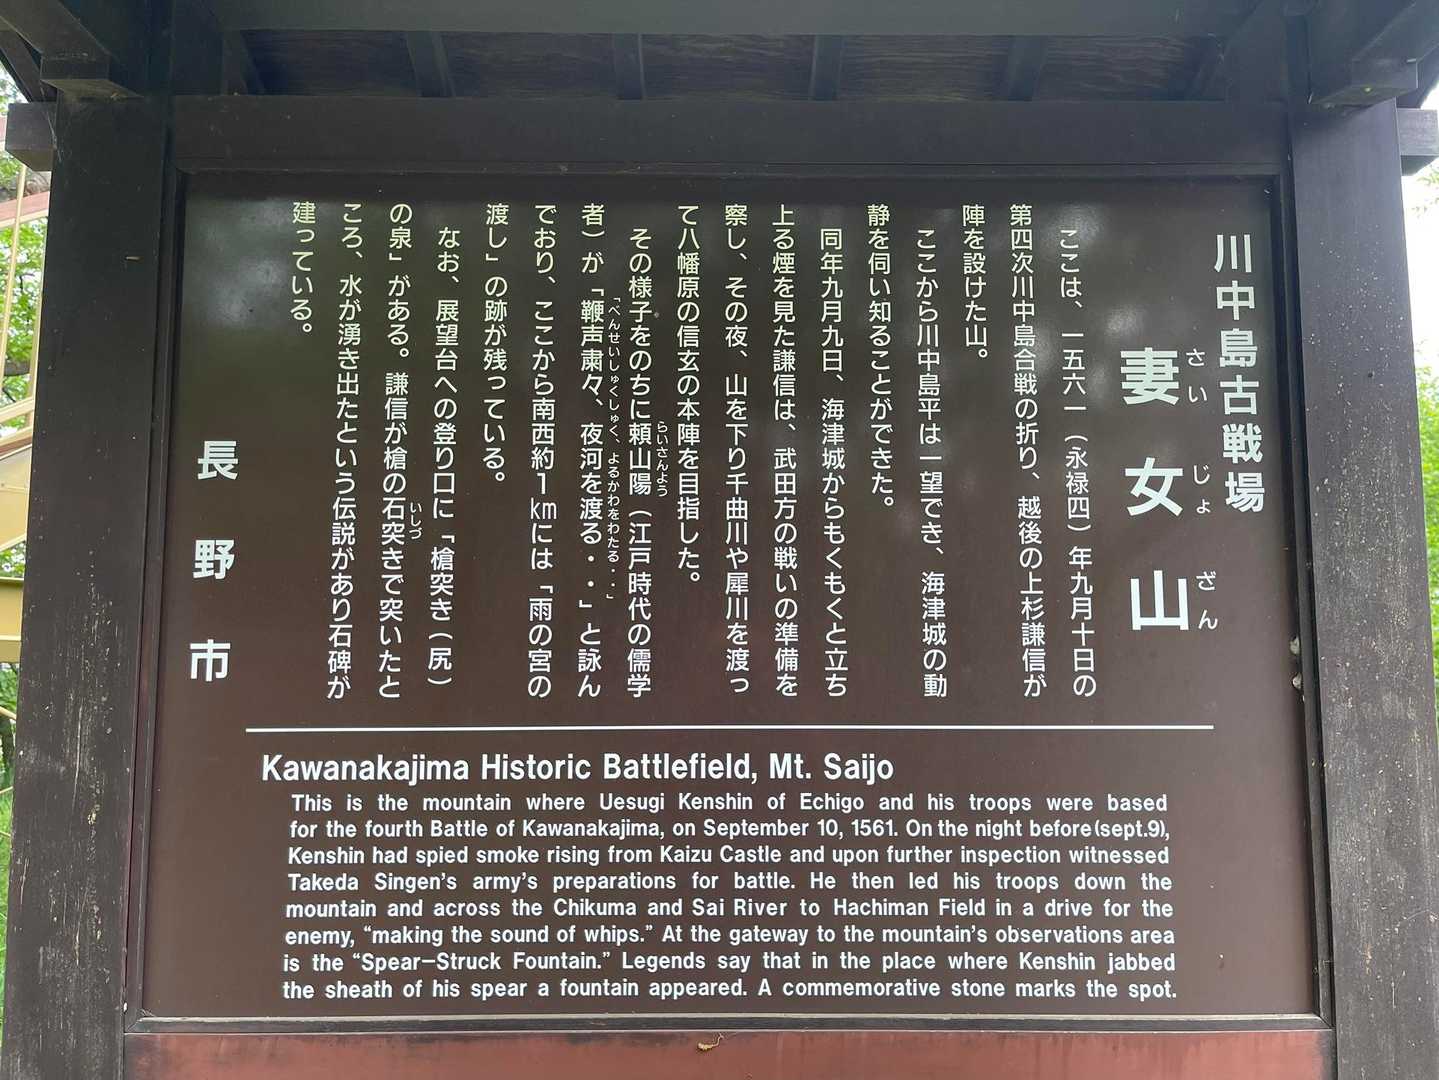 川中島古戦場
妻女山
さいじょざん
ここは、一五六一（永禄四）年九月十日の
第四次川中島合戦の折り、越後の上杉謙信が
陣を設けた山。
ここから川中島平は一望でき、海津城の動
静を伺い知ることができた。
同年九月九日、海津城からもくもくと立ち
上る煙を見た謙信は、武田方の戦いの準備を
察し、その夜、山を下り千曲川や犀川を渡っ
て八幡原の信玄の本陣を目指した。
らいさんよう
その様子をのちに頼山陽（江戸時代の儒学
「べんせいしゅくしゅく、よるかわをわたる・・」
者）が「鞭声粛々、夜河を渡る・・」と詠ん
でおり、ここから南西約1kmには「雨の宮の
渡し」の跡が残っている。
なお、展望台への登り口に「槍突き（尻）
いしづ
の泉」がある。謙信が槍の石突きで突いたと
ころ、水が湧き出たという伝説があり石碑が
建っている。
長野市
Kawanakajima Historic Battlefield, Mt. Saijo
This is the mountain where Uesugi Kenshin of Echigo and his troops were based
for the fourth Battle of Kawanakajima, on September 10, 1561. On the night before(sept.9),
Kenshin had spied smoke rising from Kaizu Castle and upon further inspection witnessed
Takeda Singen's army's preparations for battle. He then led his troops down the
mountain and across the Chikuma and Sai River to Hachiman Field in a drive for the
enemy, “making the sound of whips.” At the gateway to the mountain's observations area
is the “Spear-Struck Fountain.” Legends say that in the place where Kenshin jabbed
the sheath of his spear a fountain appeared. A commemorative stone marks the spot.